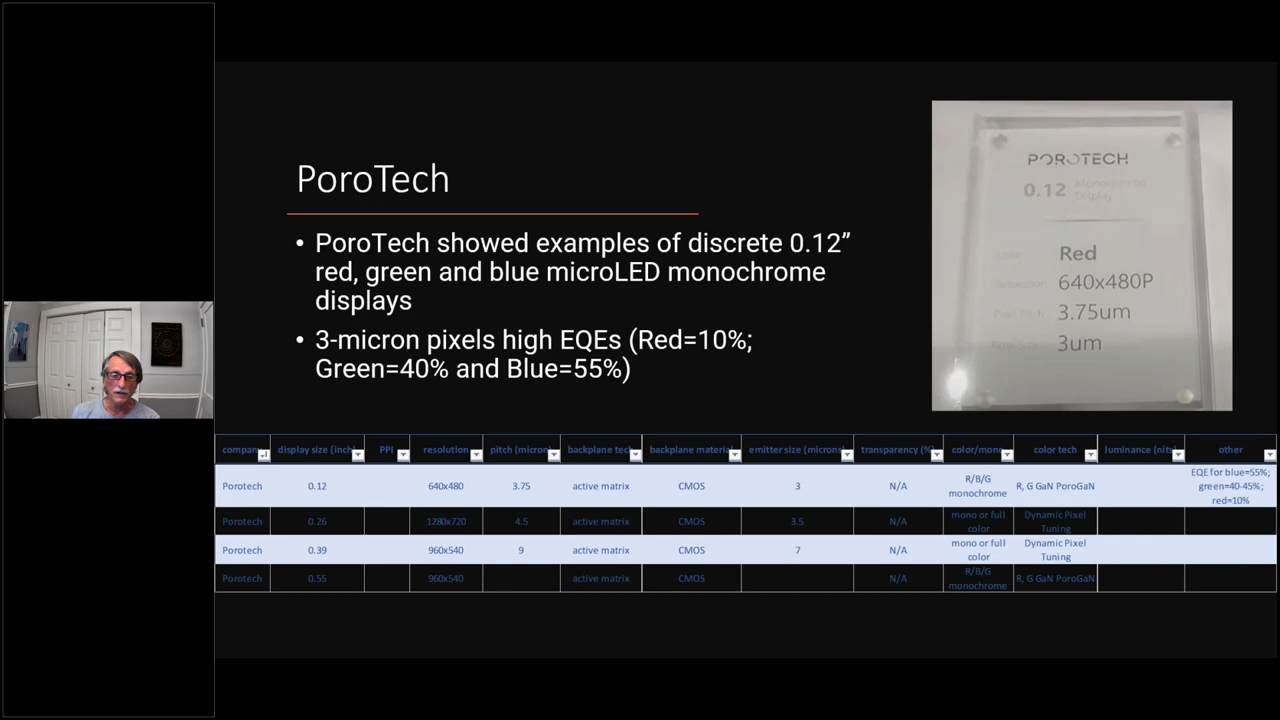 PoroTech
• PoroTech showed examples of discrete 0.12”
red, green and blue microLED monochrome
displays
• 3-micron pixels high EQEs (Red=10%;
Green=40% and Blue=55%)
POROTECH
0.12 Monochrome
Display
Color Red
Resolution 640x480P
Pixel Pitch 3.75um
3um
compan display size (inch PPI resolution pitch (micron backplane tech backplane material emitter size (microns) transparency (%) color/mono color tech luminance (nits other
Porotech 0.12 640x480 3.75 active matrix CMOS 3 N/A R/B/G monochrome R, G GaN PoroGaN EQE for blue=55%; green=40-45%; red=10%
Porotech 0.26 1280x720 4.5 active matrix CMOS 3.5 N/A mono or full color Dynamic Pixel Tuning
Porotech 0.39 960x540 9 active matrix CMOS 7 N/A mono or full color Dynamic Pixel Tuning
Porotech 0.55 960x540 active matrix CMOS N/A R/B/G monochrome R, G GaN PoroGaN